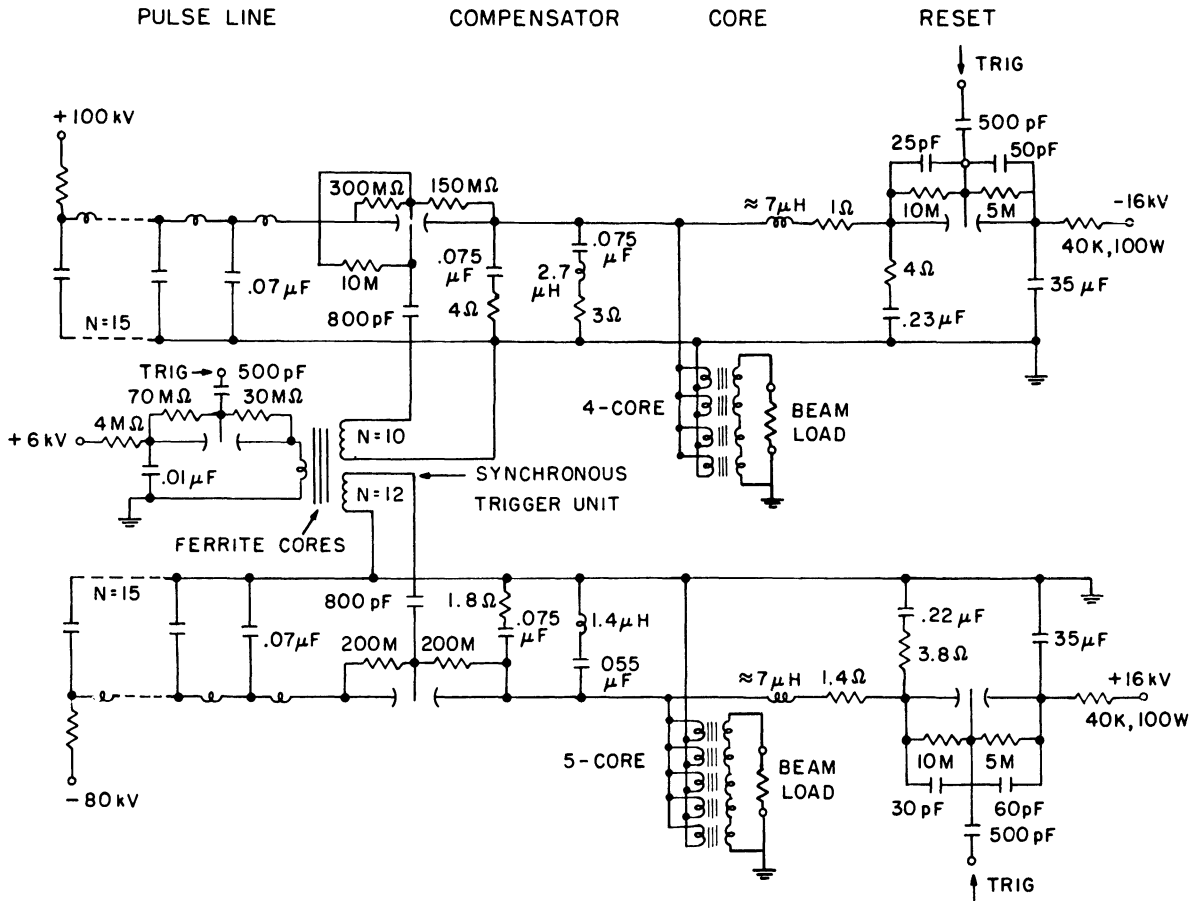 PULSE LINE
COMPENSATOR
CORE
RESET
TRIG
+100kV
500pF
25pF
50pF
300MΩ
150MΩ
≈7μH
1Ω
10M
5M
-16kV
40K,100W
.07μF
10M
.075
μF
4Ω
.075
μF
2.7
μH
3Ω
4Ω
.23μF
35μF
N=15
800pF
TRIG
500pF
70MΩ
30MΩ
4MΩ
+6kV
.01μF
N=10
4-CORE
BEAM
LOAD
N=12
SYNCHRONOUS
TRIGGER UNIT
FERRITE CORES
N=15
800pF
1.8Ω
.075
μF
1.4μH
055
μF
.07μF
200M
200M
.22μF
3.8Ω
35μF
≈7μH
1.4Ω
+16kV
40K,100W
-80kV
5-CORE
BEAM
LOAD
10M
5M
30pF
60pF
500pF
TRIG